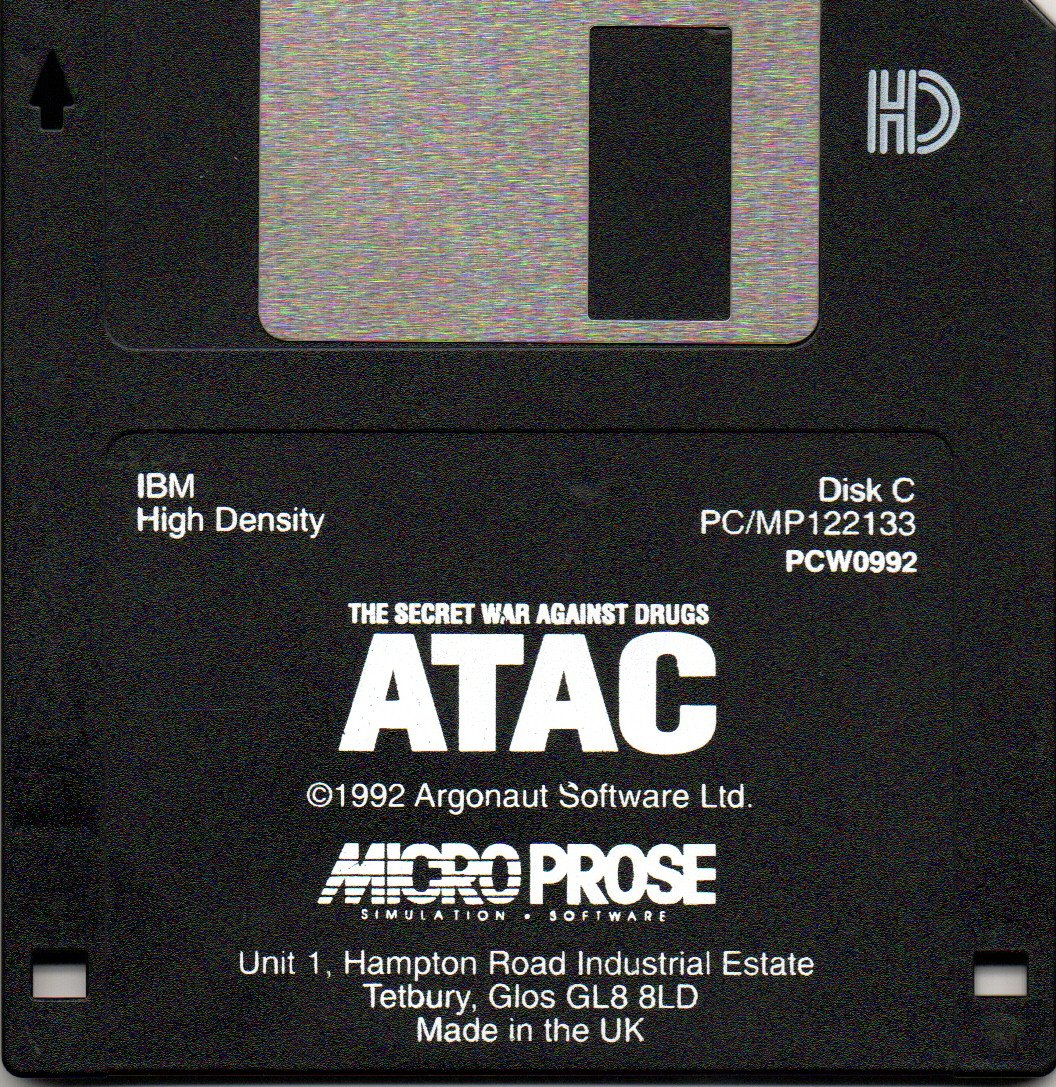 HD
IBM
High Density
Disk C
PC/MP122133
PCW0992
THE SECRET WAR AGAINST DRUGS
ATAC
©1992 Argonaut Software Ltd.
MICROPROSE
SIMULATION • SOFTWARE
Unit 1, Hampton Road Industrial Estate
Tetbury, Glos GL8 8LD
Made in the UK